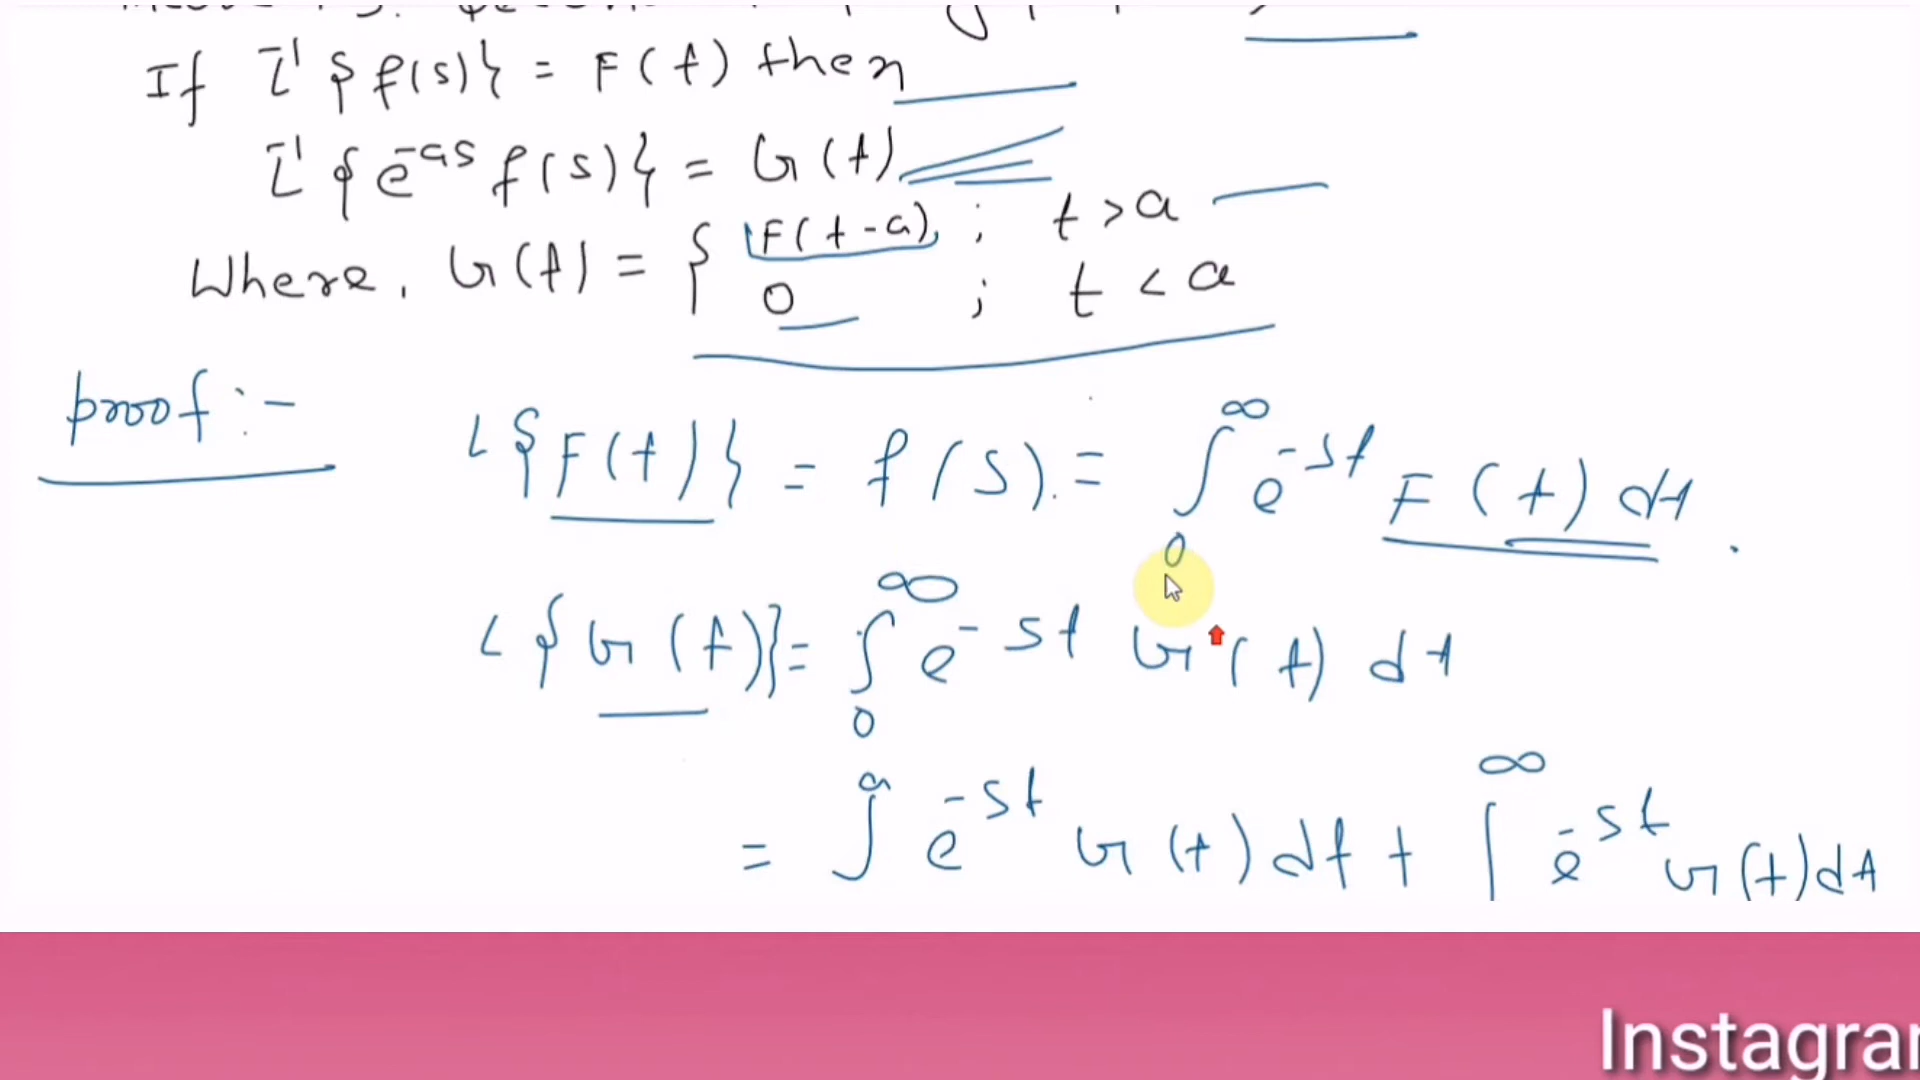 If L⁻¹{f(s)} = F(t) then
L⁻¹{e^-as f(s)} = G(t)
Where, G(t) = { F(t-a) ; t > a
0 ; t < a
proof :-
L{F(t)} = f(s) = ∫₀^∞ e^-st F(t) dt.
L{G(t)} = ∫₀^∞ e^-st G(t) dt
= ∫^a e^-st G(t) dt + ∫^∞ e^-st G(t) dt
Instagra